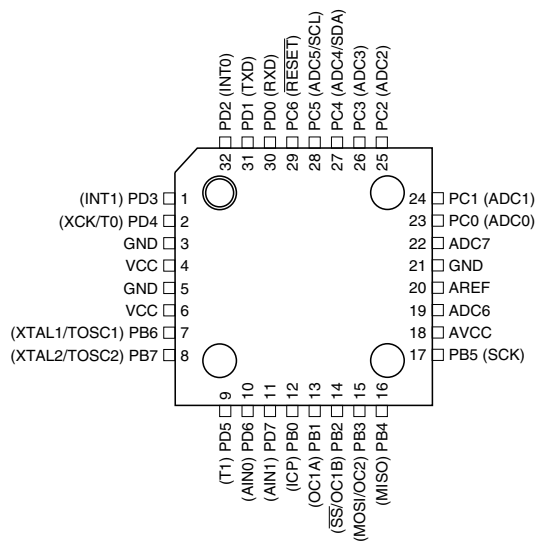 32 PD2 (INT0)
31 PD1 (TXD)
30 PD0 (RXD)
29 PC6 (RESET)
28 PC5 (ADC5/SCL)
27 PC4 (ADC4/SDA)
26 PC3 (ADC3)
25 PC2 (ADC2)
(INT1) PD3 1
(XCK/T0) PD4 2
GND 3
VCC 4
GND 5
VCC 6
(XTAL1/TOSC1) PB6 7
(XTAL2/TOSC2) PB7 8
24 PC1 (ADC1)
23 PC0 (ADC0)
22 ADC7
21 GND
20 AREF
19 ADC6
18 AVCC
17 PB5 (SCK)
(T1) PD5 9
(AIN0) PD6 10
(AIN1) PD7 11
(ICP) PB0 12
(OC1A) PB1 13
(SS/OC1B) PB2 14
(MOSI/OC2) PB3 15
(MISO) PB4 16